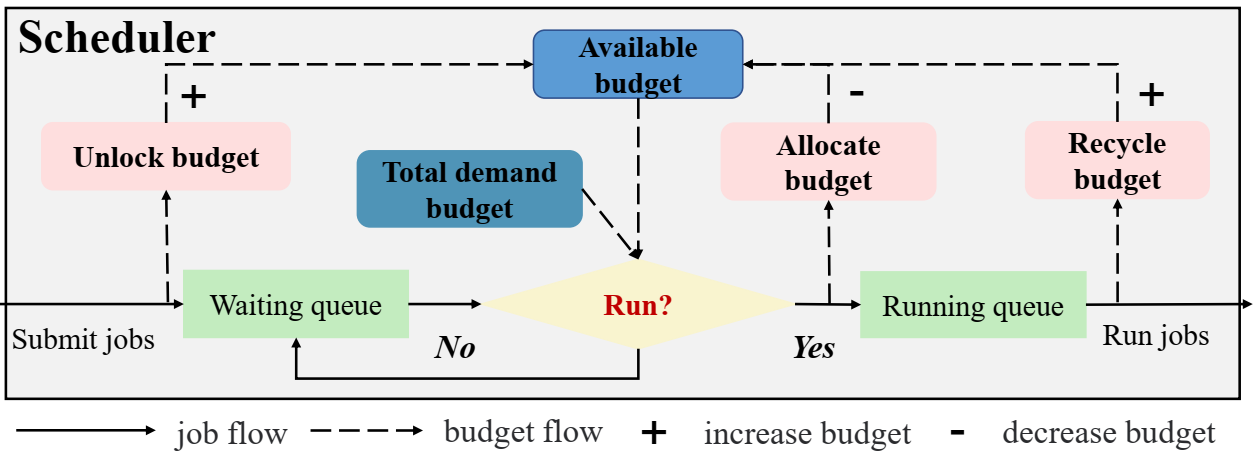 Scheduler
Available
budget
+
-
+
Unlock budget
Total demand
budget
Allocate
budget
Recycle
budget
Waiting queue
Run?
Running queue
Submit jobs
No
Yes
Run jobs
job flow
budget flow
+
increase budget
-
decrease budget